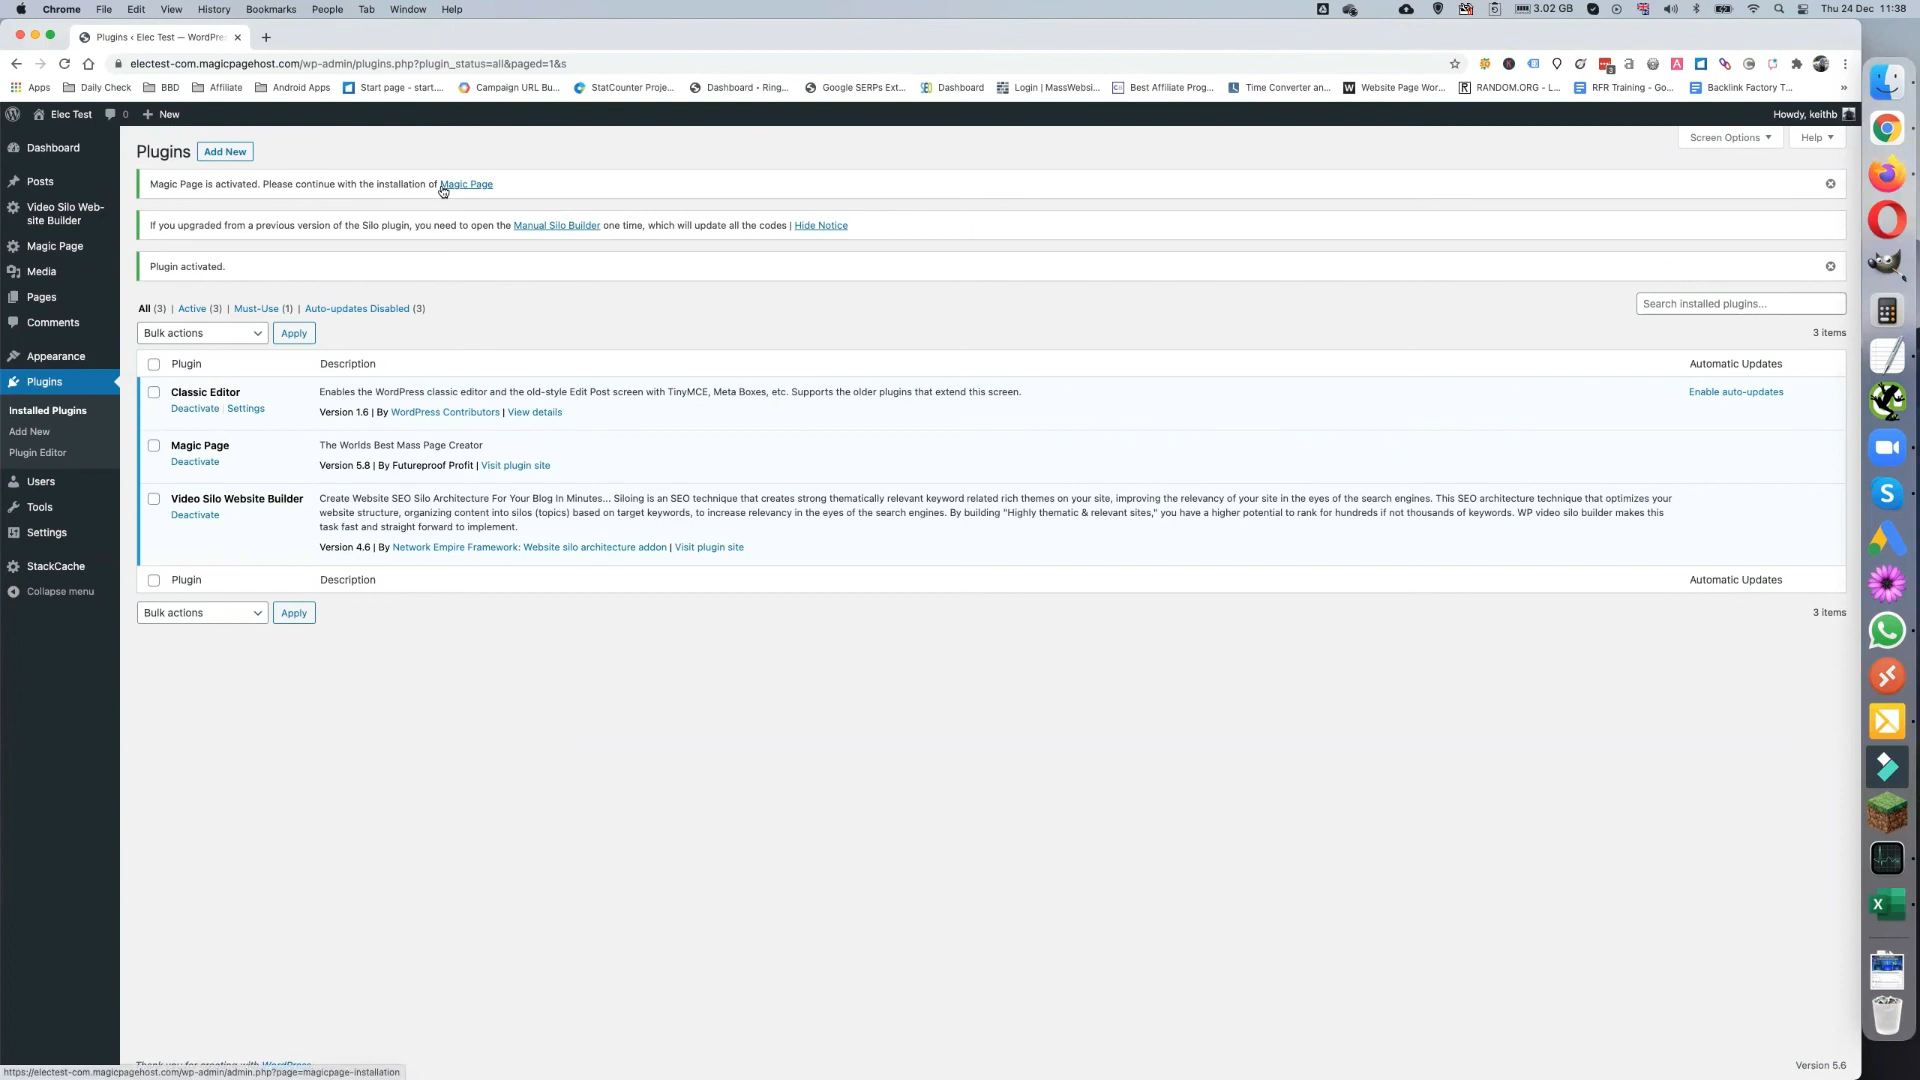 Chrome File Edit View History Bookmarks People Tab Window Help 3.02 GB Thu 24 Dec 11:38
Plugins ‹ Elec Test — WordPre
electest-com.magicpagehost.com/wp-admin/plugins.php?plugin_status=all&paged=1&s
Apps Daily Check BBD Affiliate Android Apps Start page - start.... Campaign URL Bu... StatCounter Proje... Dashboard • Ring... Google SERPs Ext... Dashboard Login | MassWebsi... Best Affiliate Prog... Time Converter an... Website Page Wor... RANDOM.ORG - L... RFR Training - Go... Backlink Factory T... »
Elec Test 0 New Howdy, keithb
Screen Options Help
Dashboard
Posts
Video Silo Web-
site Builder
Magic Page
Media
Pages
Comments
Appearance
Plugins
Installed Plugins
Add New
Plugin Editor
Users
Tools
Settings
StackCache
Collapse menu
Plugins Add New
Magic Page is activated. Please continue with the installation of Magic Page
If you upgraded from a previous version of the Silo plugin, you need to open the Manual Silo Builder one time, which will update all the codes | Hide Notice
Plugin activated.
All (3) | Active (3) | Must-Use (1) | Auto-updates Disabled (3)
Search installed plugins...
Bulk actions Apply 3 items
Plugin Description Automatic Updates
Classic Editor Enables the WordPress classic editor and the old-style Edit Post screen with TinyMCE, Meta Boxes, etc. Supports the older plugins that extend this screen. Enable auto-updates
Deactivate | Settings Version 1.6 | By WordPress Contributors | View details
Magic Page The Worlds Best Mass Page Creator
Deactivate Version 5.8 | By Futureproof Profit | Visit plugin site
Video Silo Website Builder Create Website SEO Silo Architecture For Your Blog In Minutes... Siloing is an SEO technique that creates strong thematically relevant keyword related rich themes on your site, improving the relevancy of your site in the eyes of the search engines. This SEO architecture technique that optimizes your
Deactivate website structure, organizing content into silos (topics) based on target keywords, to increase relevancy in the eyes of the search engines. By building "Highly thematic & relevant sites," you have a higher potential to rank for hundreds if not thousands of keywords. WP video silo builder makes this
task fast and straight forward to implement.
Version 4.6 | By Network Empire Framework: Website silo architecture addon | Visit plugin site
Plugin Description Automatic Updates
Bulk actions Apply 3 items
Thank you for creating with WordPress.
Version 5.6
https://electest-com.magicpagehost.com/wp-admin/admin.php?page=magicpage-installation